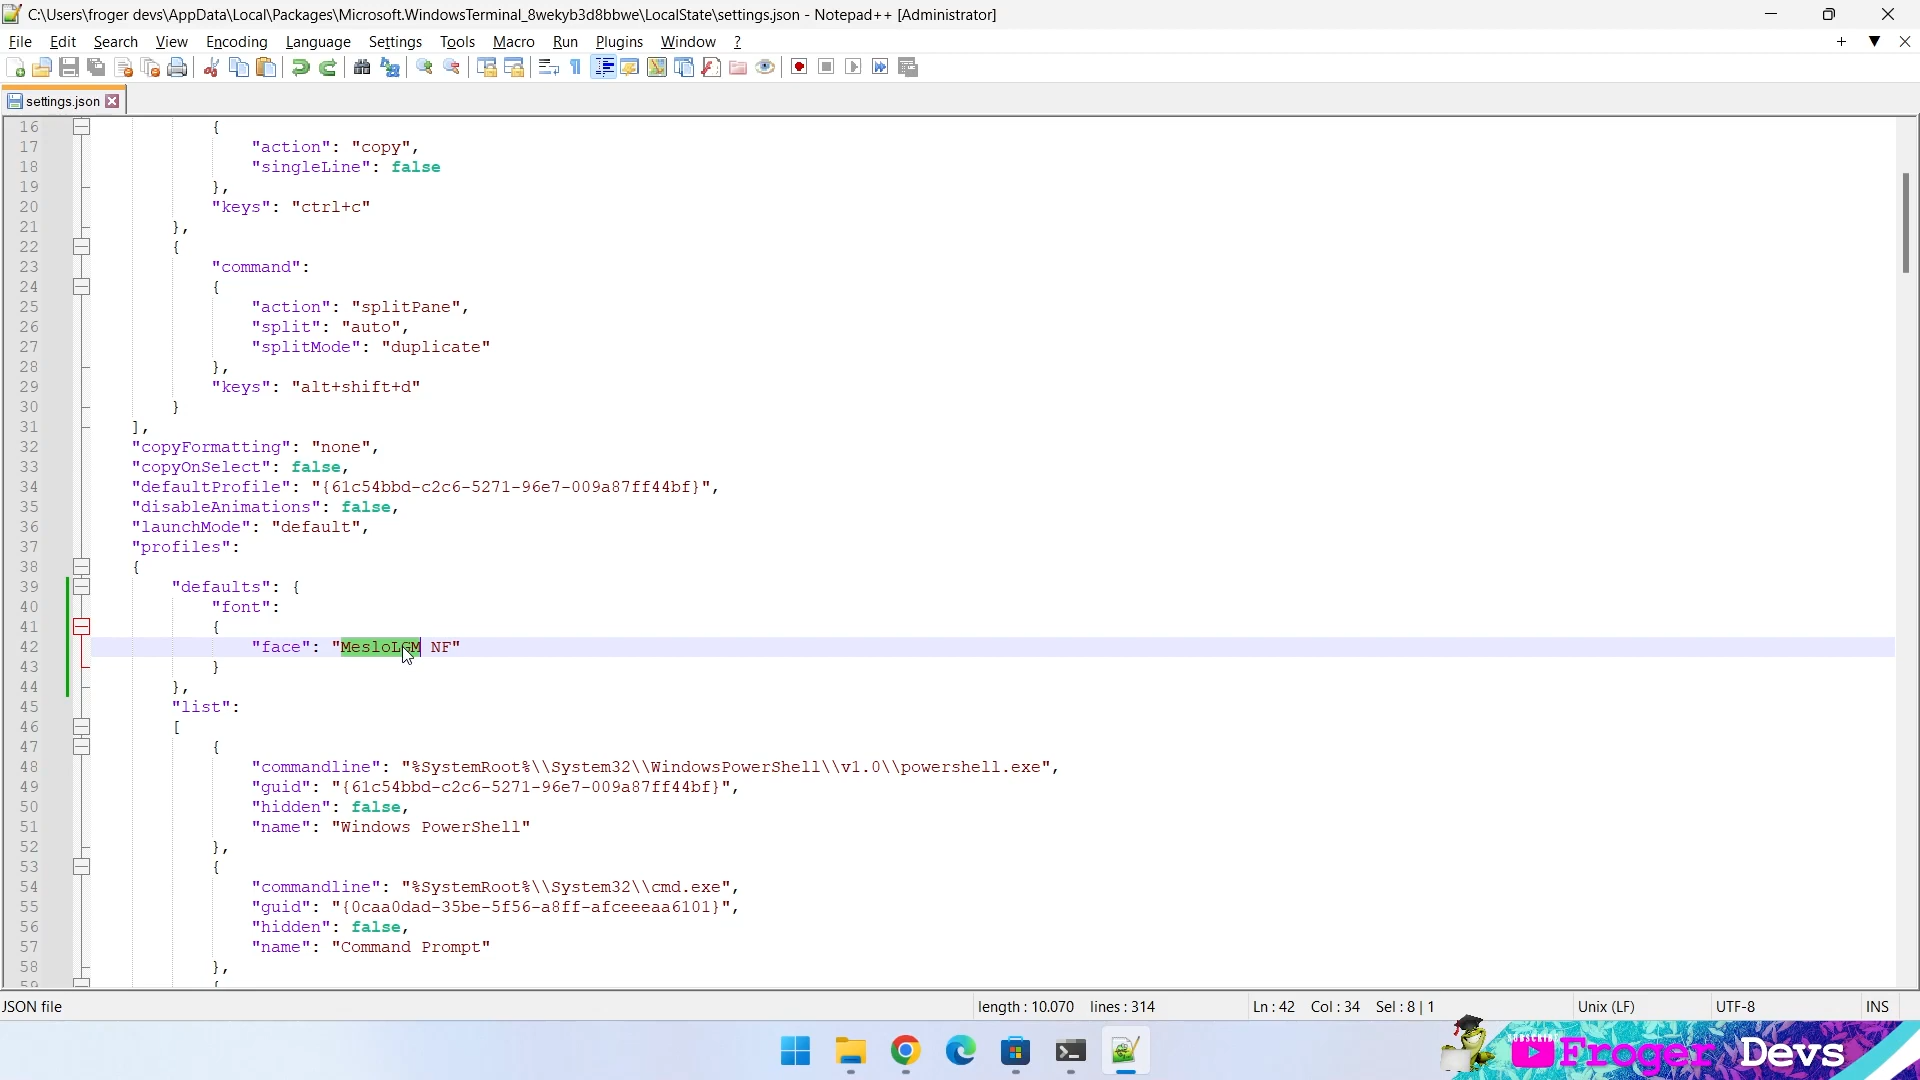 C:\Users\froger devs\AppData\Local\Packages\Microsoft.WindowsTerminal_8wekyb3d8bbwe\LocalState\settings.json - Notepad++ [Administrator]
File Edit Search View Encoding Language Settings Tools Macro Run Plugins Window ?
settings.json
16 {
17 "action": "copy",
18 "singleLine": false
19 },
20 "keys": "ctrl+c"
21 },
22 {
23 "command":
24 {
25 "action": "splitPane",
26 "split": "auto",
27 "splitMode": "duplicate"
28 },
29 "keys": "alt+shift+d"
30 }
31 ],
32 "copyFormatting": "none",
33 "copyOnSelect": false,
34 "defaultProfile": "{61c54bbd-c2c6-5271-96e7-009a87ff44bf}",
35 "disableAnimations": false,
36 "launchMode": "default",
37 "profiles":
38 {
39 "defaults": {
40 "font":
41 {
42 "face": "MesloLGM NF"
43 }
44 },
45 "list":
46 [
47 {
48 "commandline": "%SystemRoot%\\System32\\WindowsPowerShell\\v1.0\\powershell.exe",
49 "guid": "{61c54bbd-c2c6-5271-96e7-009a87ff44bf}",
50 "hidden": false,
51 "name": "Windows PowerShell"
52 },
53 {
54 "commandline": "%SystemRoot%\\System32\\cmd.exe",
55 "guid": "{0caa0dad-35be-5f56-a8ff-afceeeaa6101}",
56 "hidden": false,
57 "name": "Command Prompt"
58 },
59 {
JSON file length : 10.070 lines : 314 Ln : 42 Col : 34 Sel : 8 | 1 Unix (LF) UTF-8 INS
SUBSCRIBE
Froger Devs